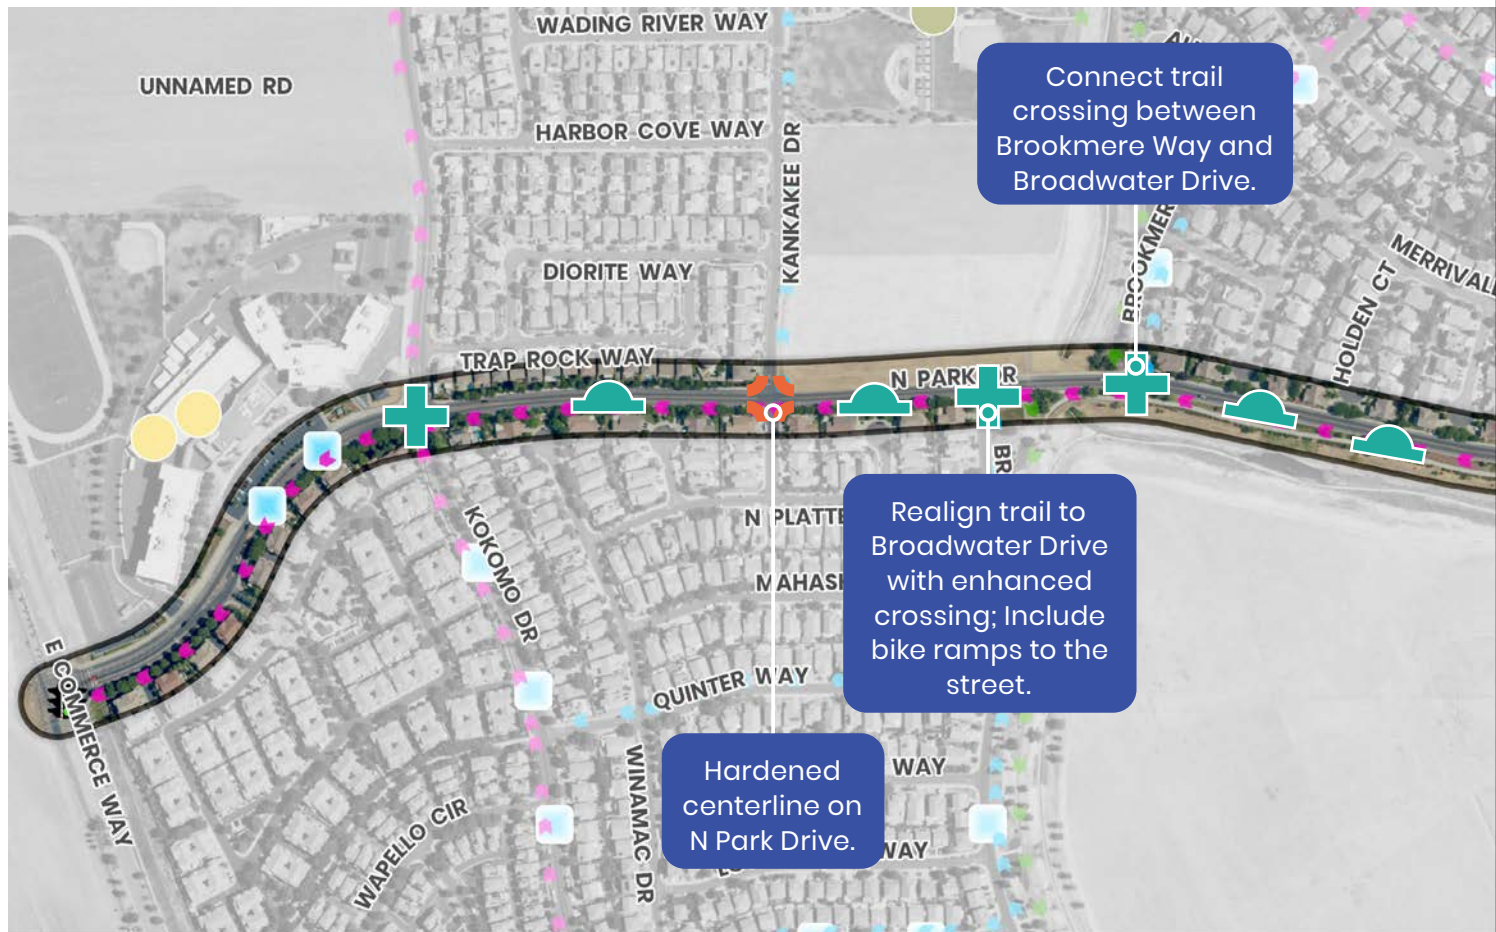 WADING RIVER WAY
UNNAMED RD
Connect trail
crossing between
Brookmere Way and
Broadwater Drive.
HARBOR COVE WAY
KANKAKEE DR
DIORITE WAY
BROOKMER
MERRIVAL
HOLDEN CT
TRAP ROCK WAY
N PARK
R
BR
KOKOMO DR
N PLATTE
MAHAS
Realign trail to
Broadwater Drive
with enhanced
crossing; Include
bike ramps to the
street.
E COMMERCE WAY
QUINTER WAY
WINAMAC DR
WAPELLO CIR
Hardened
centerline on
N Park Drive.
WAY
WAY